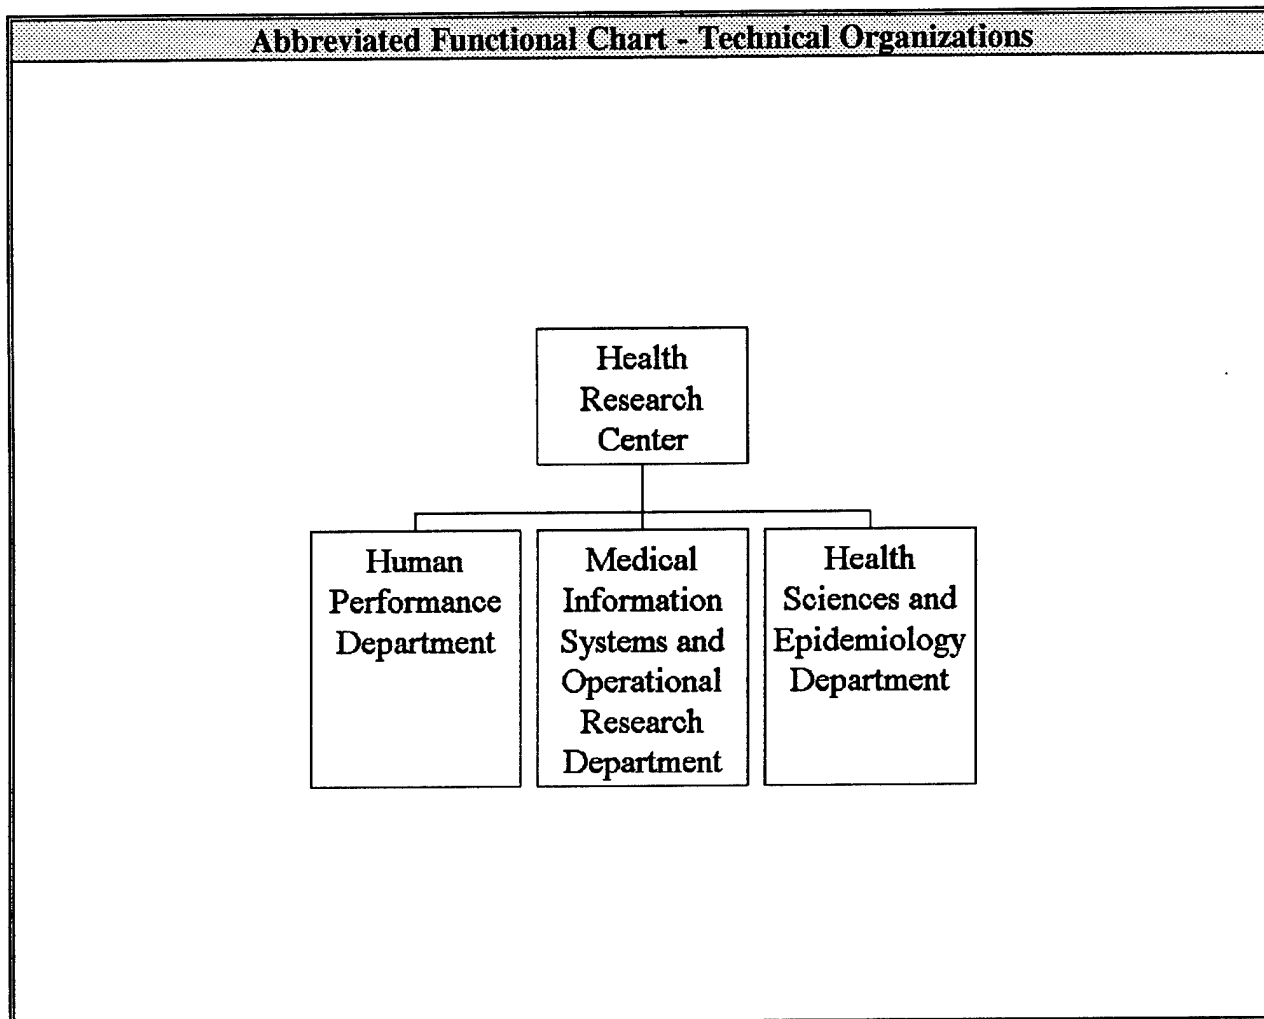 Abbreviated Functional Chart - Technical Organizations
Health
Research
Center
Human
Performance
Department
Medical
Information
Systems and
Operational
Research
Department
Health
Sciences and
Epidemiology
Department